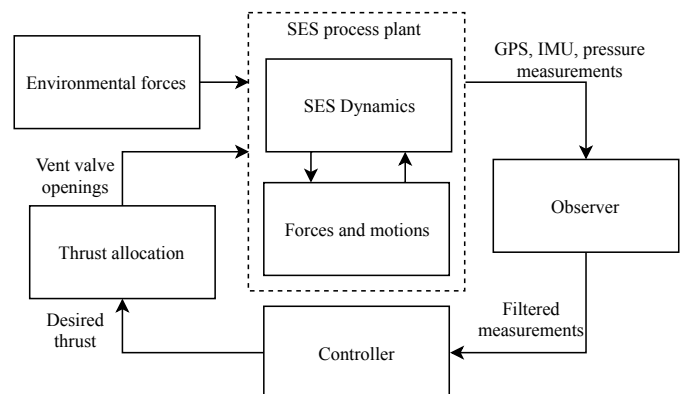 SES process plant
Environmental forces
SES Dynamics
GPS, IMU, pressure
measurements
Vent valve
openings
Forces and motions
Observer
Thrust allocation
Desired
thrust
Filtered
measurements
Controller